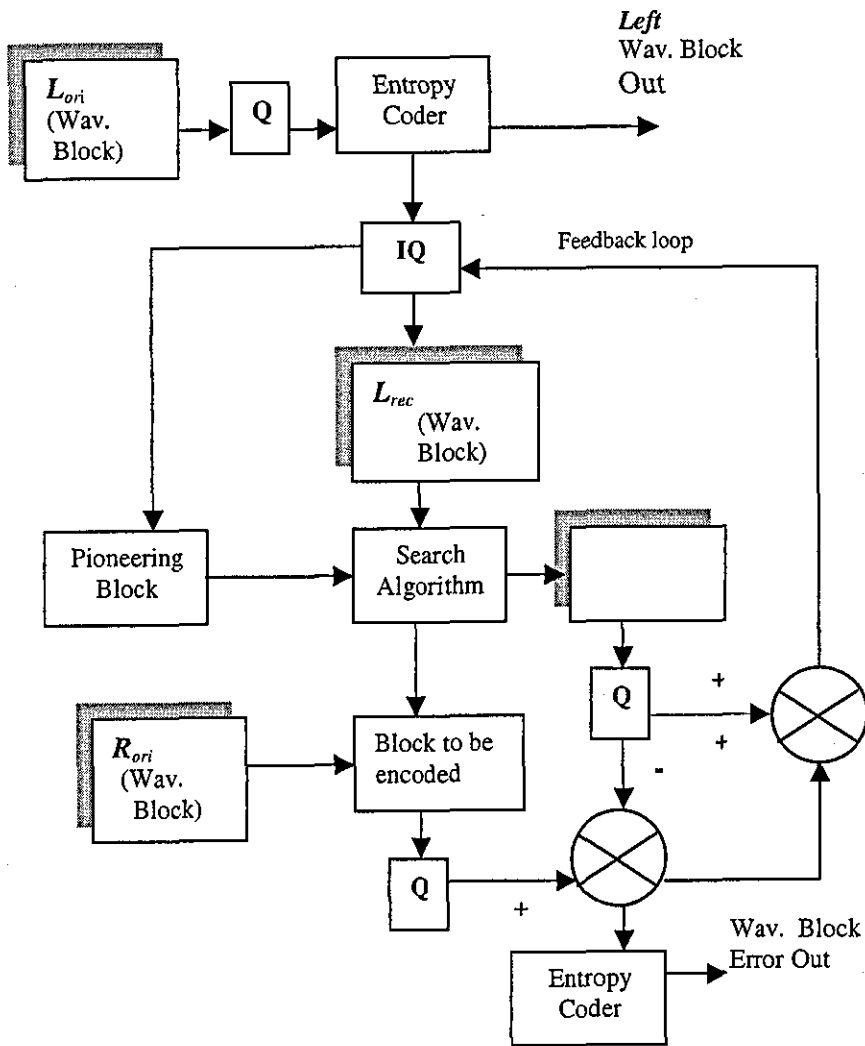 Left
Wav. Block
Out
L_ori
(Wav.
Block)
Q
Entropy
Coder
IQ
Feedback loop
L_rec
(Wav.
Block)
Pioneering
Block
Search
Algorithm
Q
+
+
-
R_ori
(Wav.
Block)
Block to be
encoded
Q
+
Wav. Block
Error Out
Entropy
Coder